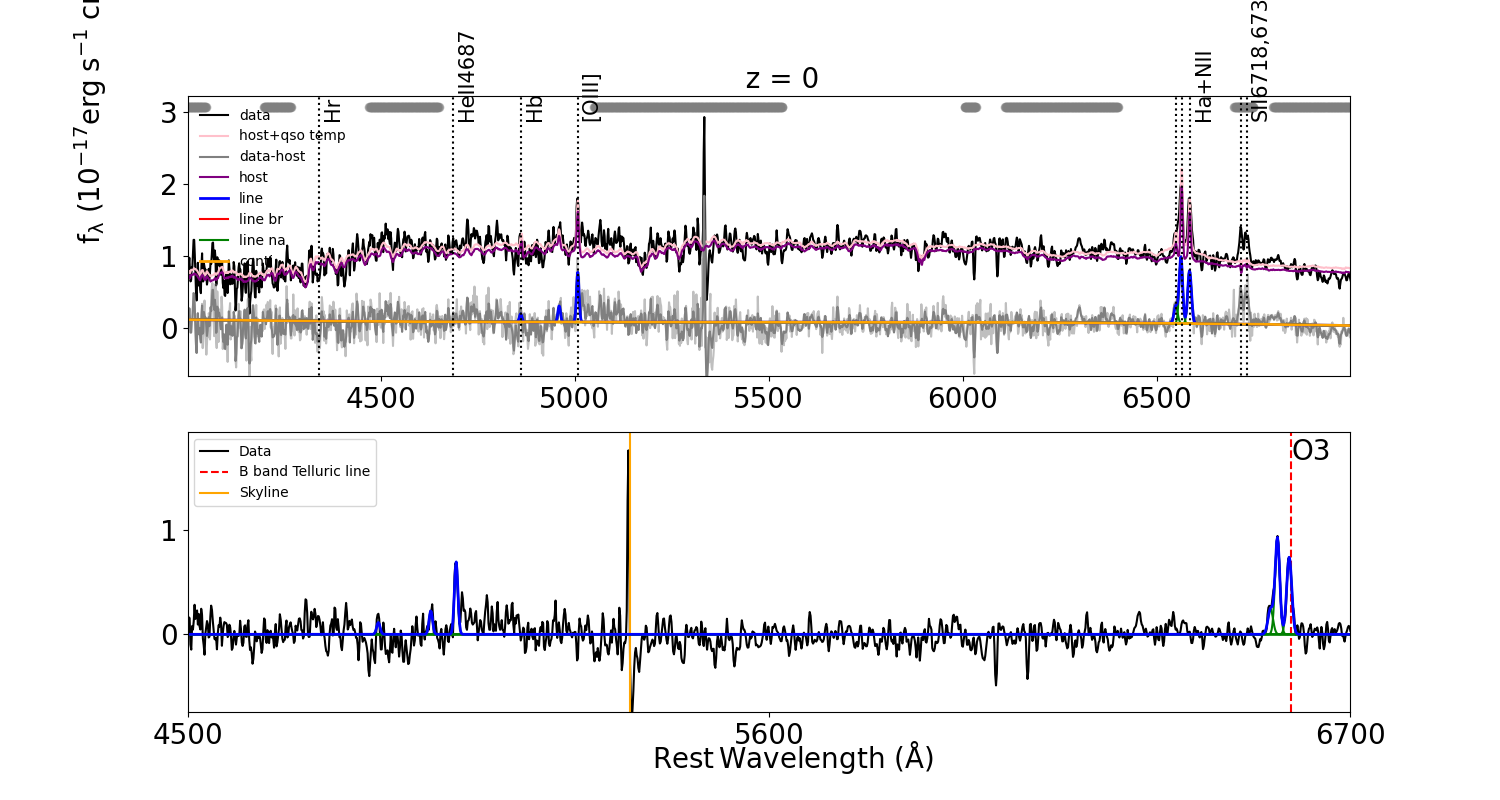 z = 0
f_λ (10^−17 erg s^−1 c
Hr
HeII4687
Hb
[OIII]
Ha+NII
SII6718,673
3
2
1
0
data
host+qso temp
data-host
host
line
line br
line na
conti
4500 5000 5500 6000 6500
Data
B band Telluric line
Skyline
O3
1
0
4500 5600 6700
Rest Wavelength (Å)